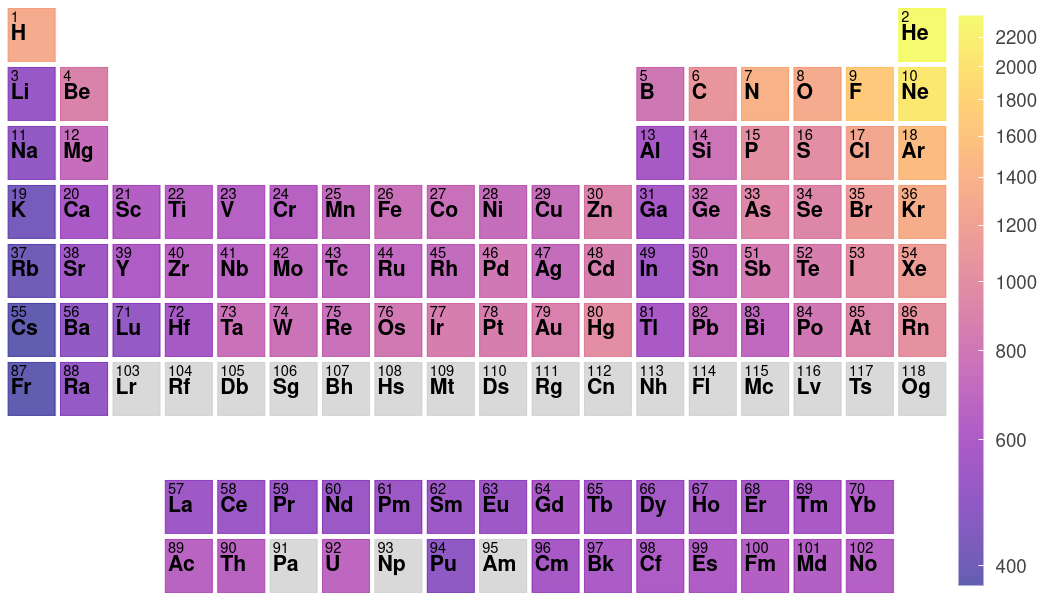 1 2
H He
3 4 5 6 7 8 9 10
Li Be B C N O F Ne
11 12 13 14 15 16 17 18
Na Mg Al Si P S Cl Ar
19 20 21 22 23 24 25 26 27 28 29 30 31 32 33 34 35 36
K Ca Sc Ti V Cr Mn Fe Co Ni Cu Zn Ga Ge As Se Br Kr
37 38 39 40 41 42 43 44 45 46 47 48 49 50 51 52 53 54
Rb Sr Y Zr Nb Mo Tc Ru Rh Pd Ag Cd In Sn Sb Te I Xe
55 56 71 72 73 74 75 76 77 78 79 80 81 82 83 84 85 86
Cs Ba Lu Hf Ta W Re Os Ir Pt Au Hg Tl Pb Bi Po At Rn
87 88 103 104 105 106 107 108 109 110 111 112 113 114 115 116 117 118
Fr Ra Lr Rf Db Sg Bh Hs Mt Ds Rg Cn Nh Fl Mc Lv Ts Og
57 58 59 60 61 62 63 64 65 66 67 68 69 70
La Ce Pr Nd Pm Sm Eu Gd Tb Dy Ho Er Tm Yb
89 90 91 92 93 94 95 96 97 98 99 100 101 102
Ac Th Pa U Np Pu Am Cm Bk Cf Es Fm Md No
2200
2000
1800
1600
1400
1200
1000
800
600
400